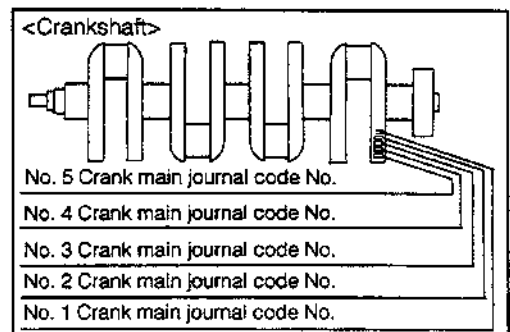 <Crankshaft>
No. 5 Crank main journal code No.
No. 4 Crank main journal code No.
No. 3 Crank main journal code No.
No. 2 Crank main journal code No.
No. 1 Crank main journal code No.